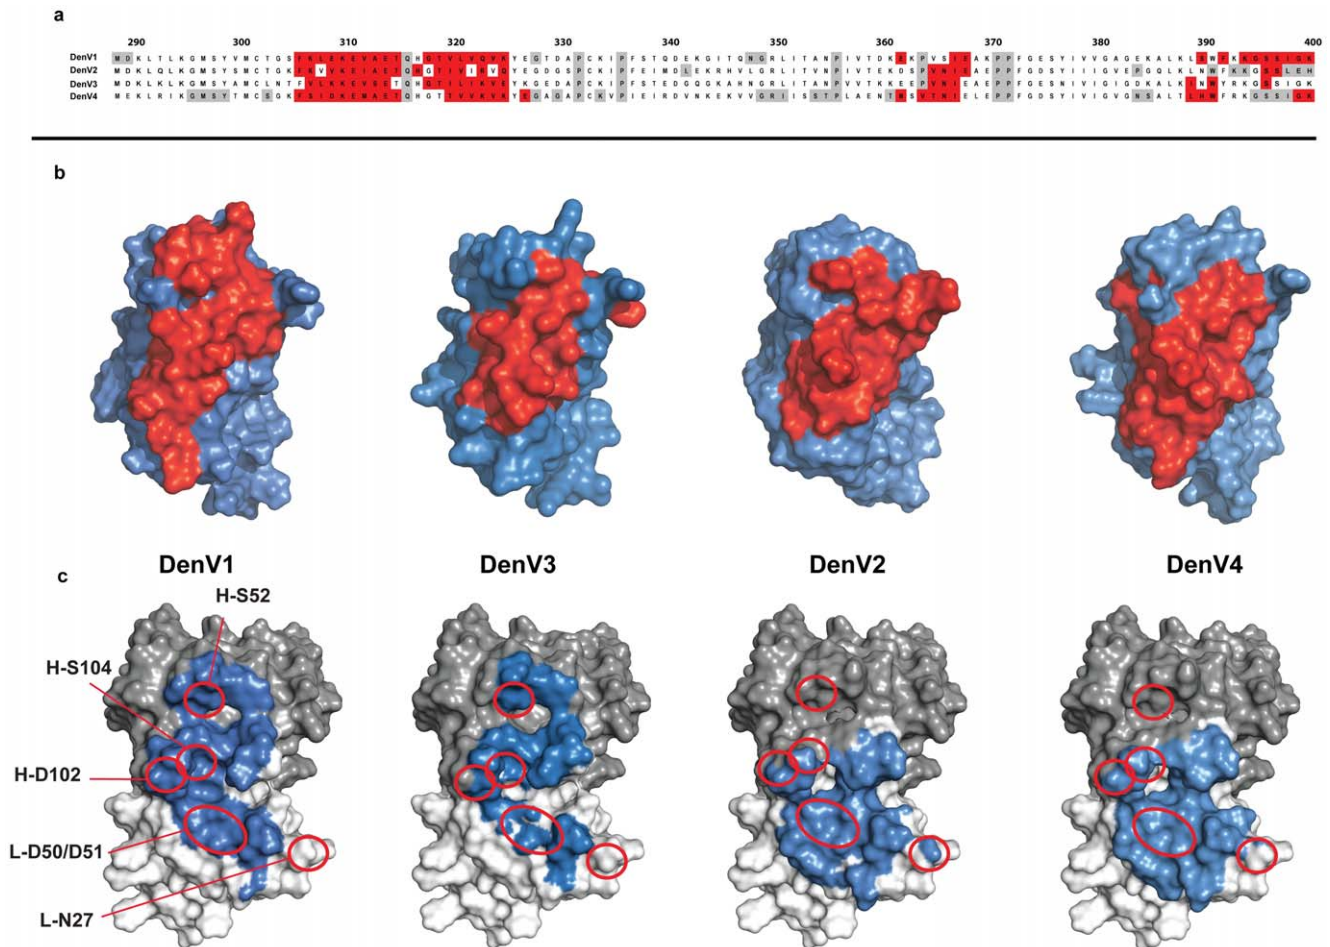 a
290 300 310 320 330 340 350 360 370 380 390 400
DenV1 M D K L T L K G M S Y V M C T G S F K L E K E V A E T Q H G T V L V Q V K Y E G T D A P C K I P F S T Q D E K G I T Q N G R L I T A N P I V T D K E K P V S I E A K P P F G E S Y I V V G A G E K A L K L S W F K K G S S I G K
DenV2 M D K L Q L K G M S Y V M C T G K F R V V K E V A E T Q H G T V I V R V Q Y E G D G S P C K I P F E I M D L E K R H V L G R L I T V N P I V T E K D S P V N I E A E P P F G D S Y I I I G V E P G Q L K L N W F K K G S S L E H
DenV3 M D K L K L K G M S Y A M C L N T F V L K K E V S E T Q H G T I L I K V E Y K G E D A P C K I P F S T E D G Q G K A H N G R L I T A N P V V T K K E E P V N I E A E P P F G E S N I V I G I G D K A L K I N W Y R K G S S I G K
DenV4 M E K L R I K G M S Y T M C S G K F S I D K E M A E T Q H G T T V V K V K Y E G A G A P C K V P I E I R D V N K E K V V G R I I S S T P L A E N T N S V T N I E L E P P F G D S Y I V I G V G N S A L T L H W F R K G S S I G K
b
DenV1 DenV3 DenV2 DenV4
c
H-S52
H-S104
H-D102
L-D50/D51
L-N27